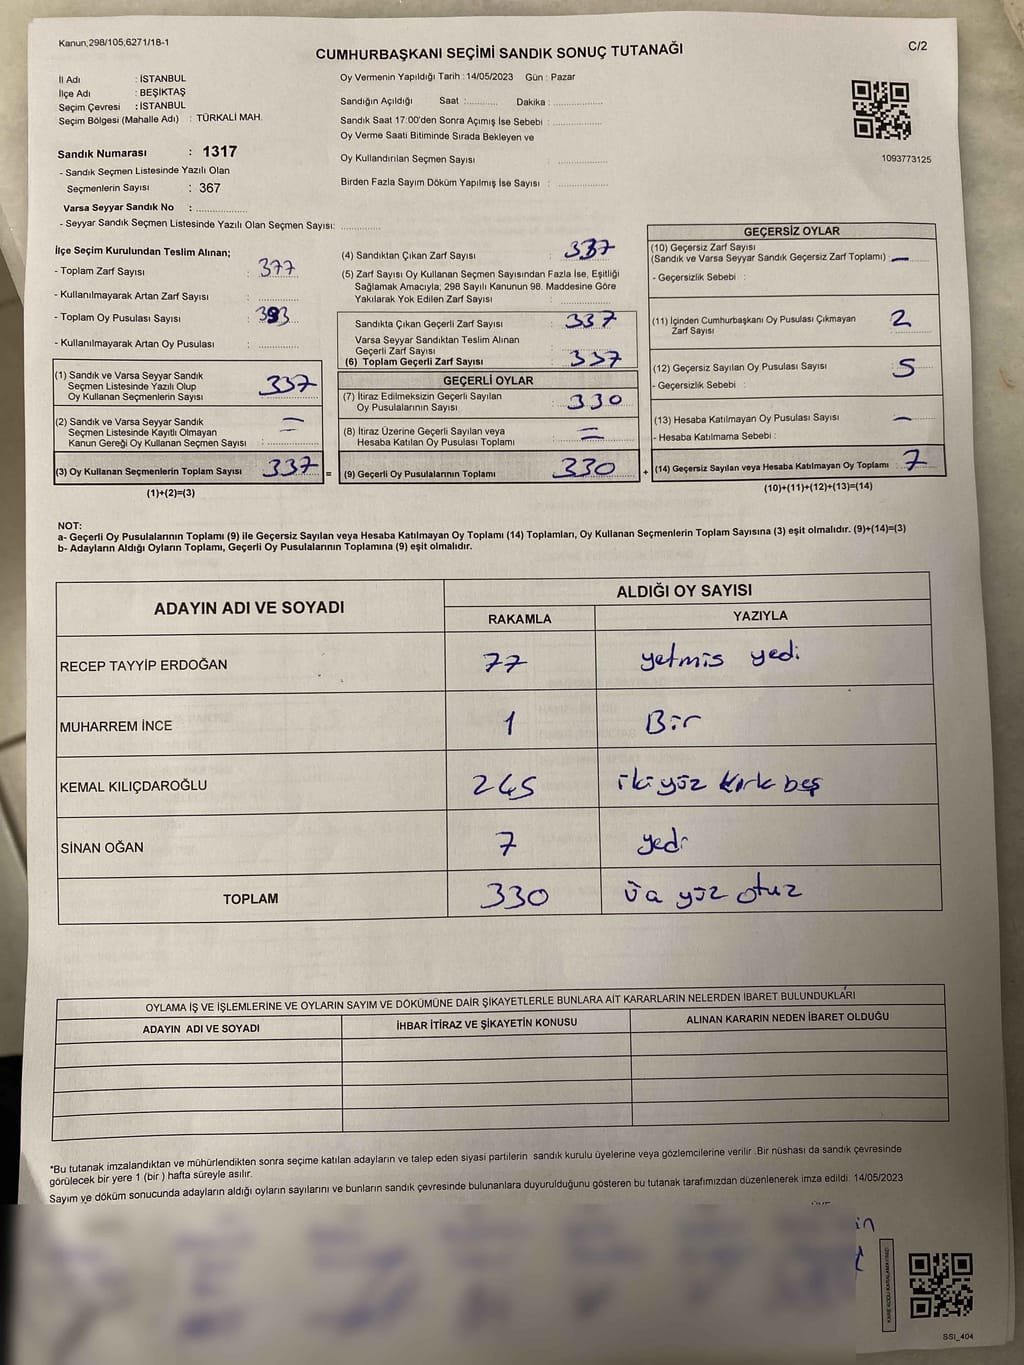 Kanun,298/105,6271/18-1
C/2
CUMHURBAŞKANI SEÇİMİ SANDIK SONUÇ TUTANAĞI
İl Adı : İSTANBUL
İlçe Adı : BEŞİKTAŞ
Seçim Çevresi : İSTANBUL
Seçim Bölgesi (Mahalle Adı) : TÜRKALİ MAH.
Sandık Numarası : 1317
- Sandık Seçmen Listesinde Yazılı Olan
Seçmenlerin Sayısı : 367
Varsa Seyyar Sandık No : ..................
- Seyyar Sandık Seçmen Listesinde Yazılı Olan Seçmen Sayısı: ..............
Oy Vermenin Yapıldığı Tarih : 14/05/2023 Gün : Pazar
Sandığın Açıldığı Saat :........... Dakika : .................
Sandık Saat 17:00'den Sonra Açımış İse Sebebi : .................
Oy Verme Saati Bitiminde Sırada Bekleyen ve
Oy Kullandırılan Seçmen Sayısı : .................
Birden Fazla Sayım Döküm Yapılmış İse Sayısı : .................
1093773125
İlçe Seçim Kurulundan Teslim Alınan;
- Toplam Zarf Sayısı : 377
- Kullanılmayarak Artan Zarf Sayısı : .............
- Toplam Oy Pusulası Sayısı : 393
- Kullanılmayarak Artan Oy Pusulası : .............
(1) Sandık ve Varsa Seyyar Sandık
Seçmen Listesinde Yazılı Olup
Oy Kullanan Seçmenlerin Sayısı : 337
(2) Sandık ve Varsa Seyyar Sandık
Seçmen Listesinde Kayıtlı Olmayan
Kanun Gereği Oy Kullanan Seçmen Sayısı : =
(3) Oy Kullanan Seçmenlerin Toplam Sayısı 337 =
(1)+(2)=(3)
(4) Sandıktan Çıkan Zarf Sayısı : 337
(5) Zarf Sayısı Oy Kullanan Seçmen Sayısından Fazla İse, Eşitliği
Sağlamak Amacıyla; 298 Sayılı Kanunun 98. Maddesine Göre
Yakılarak Yok Edilen Zarf Sayısı : .............
Sandıkta Çıkan Geçerli Zarf Sayısı : 337
Varsa Seyyar Sandıktan Teslim Alınan
Geçerli Zarf Sayısı
(6) Toplam Geçerli Zarf Sayısı : 337
GEÇERLİ OYLAR
(7) İtiraz Edilmeksizin Geçerli Sayılan
Oy Pusulalarının Sayısı : 330
(8) İtiraz Üzerine Geçerli Sayılan veya
Hesaba Katılan Oy Pusulası Toplamı : =
(9) Geçerli Oy Pusulalarının Toplamı : 330 +
GEÇERSİZ OYLAR
(10) Geçersiz Zarf Sayısı
(Sandık ve Varsa Seyyar Sandık Geçersiz Zarf Toplamı) : —
- Geçersizlik Sebebi :
(11) İçinden Cumhurbaşkanı Oy Pusulası Çıkmayan
Zarf Sayısı : 2
(12) Geçersiz Sayılan Oy Pusulası Sayısı : 5
- Geçersizlik Sebebi :
(13) Hesaba Katılmayan Oy Pusulası Sayısı : —
- Hesaba Katılmama Sebebi :
(14) Geçersiz Sayılan veya Hesaba Katılmayan Oy Toplamı : 7
(10)+(11)+(12)+(13)=(14)
NOT:
a- Geçerli Oy Pusulalarının Toplamı (9) ile Geçersiz Sayılan veya Hesaba Katılmayan Oy Toplamı (14) Toplamları, Oy Kullanan Seçmenlerin Toplam Sayısına (3) eşit olmalıdır. (9)+(14)=(3)
b- Adayların Aldığı Oyların Toplamı, Geçerli Oy Pusulalarının Toplamına (9) eşit olmalıdır.
ADAYIN ADI VE SOYADI ALDIĞI OY SAYISI
RAKAMLA YAZIYLA
RECEP TAYYİP ERDOĞAN 77 yetmis yedi
MUHARREM İNCE 1 Bir
KEMAL KILIÇDAROĞLU 245 iki yüz kırk beş
SİNAN OĞAN 7 yedi
TOPLAM 330 yüz otuz
OYLAMA İŞ VE İŞLEMLERİNE VE OYLARIN SAYIM VE DÖKÜMÜNE DAİR ŞİKAYETLERLE BUNLARA AİT KARARLARIN NELERDEN İBARET BULUNDUKLARI
ADAYIN ADI VE SOYADI İHBAR İTİRAZ VE ŞİKAYETİN KONUSU ALINAN KARARIN NEDEN İBARET OLDUĞU
*Bu tutanak imzalandıktan ve mühürlendikten sonra seçime katılan adayların ve talep eden siyasi partilerin sandık kurulu üyelerine veya gözlemcilerine verilir .Bir nüshası da sandık çevresinde
görülecek bir yere 1 (bir ) hafta süreyle asılır.
Sayım ve döküm sonucunda adayların aldığı oyların sayılarını ve bunların sandık çevresinde bulunanlara duyurulduğunu gösteren bu tutanak tarafımızdan düzenlenerek imza edildi. 14/05/2023
KARE KODU KARALAMAYINIZ!
SSI_404